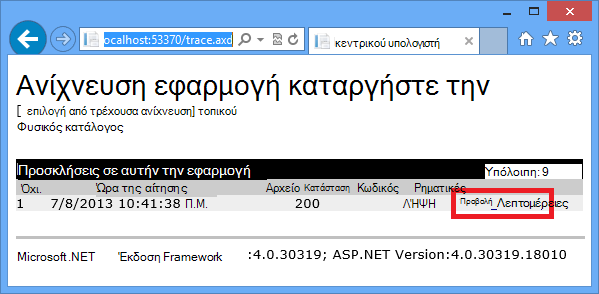 ocalhost:53370/trace.axd
κεντρικού υπολογιστή
Ανίχνευση εφαρμογή καταργήστε την
[ επιλογή από τρέχουσα ανίχνευση] τοπικού
Φυσικός κατάλογος
Προσκλήσεις σε αυτήν την εφαρμογή Υπόλοιπη: 9
Όχι. Ώρα της αίτησης Αρχείο Κατάσταση Κωδικός Ρηματικές
1 7/8/2013 10:41:38 Π.Μ. 200 ΛΉΨΗ Προβολή_Λεπτομέρειες
Microsoft.NET Έκδοση Framework :4.0.30319; ASP.NET Version:4.0.30319.18010